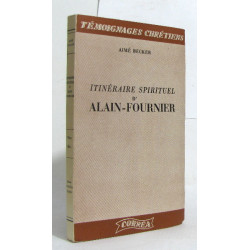 TÉMOIGNAGES CHRÉTIENS
AIMÉ BECKER
ITINÉRAIRE SPIRITUEL
D'
ALAIN-FOURNIER
CORRÊA